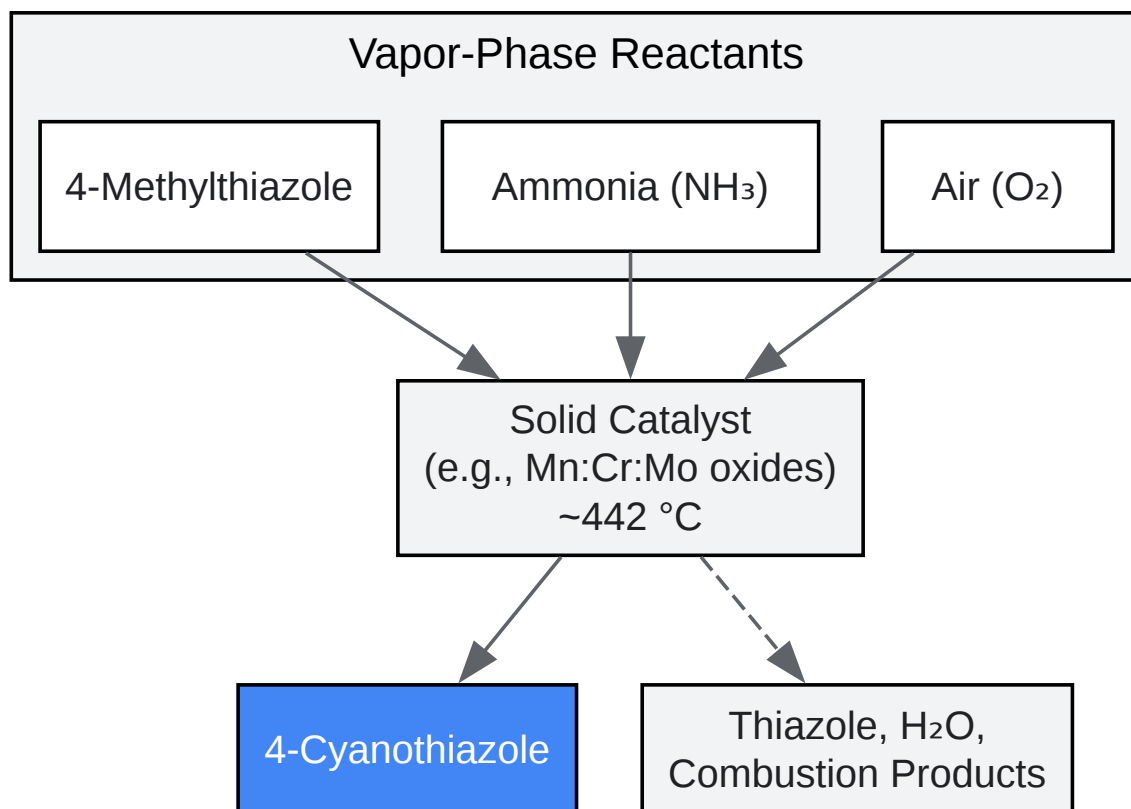 Vapor-Phase Reactants
4-Methylthiazole
Ammonia (NH₃)
Air (O₂)
Solid Catalyst
(e.g., Mn:Cr:Mo oxides)
~442 °C
4-Cyanothiazole
Thiazole, H₂O,
Combustion Products